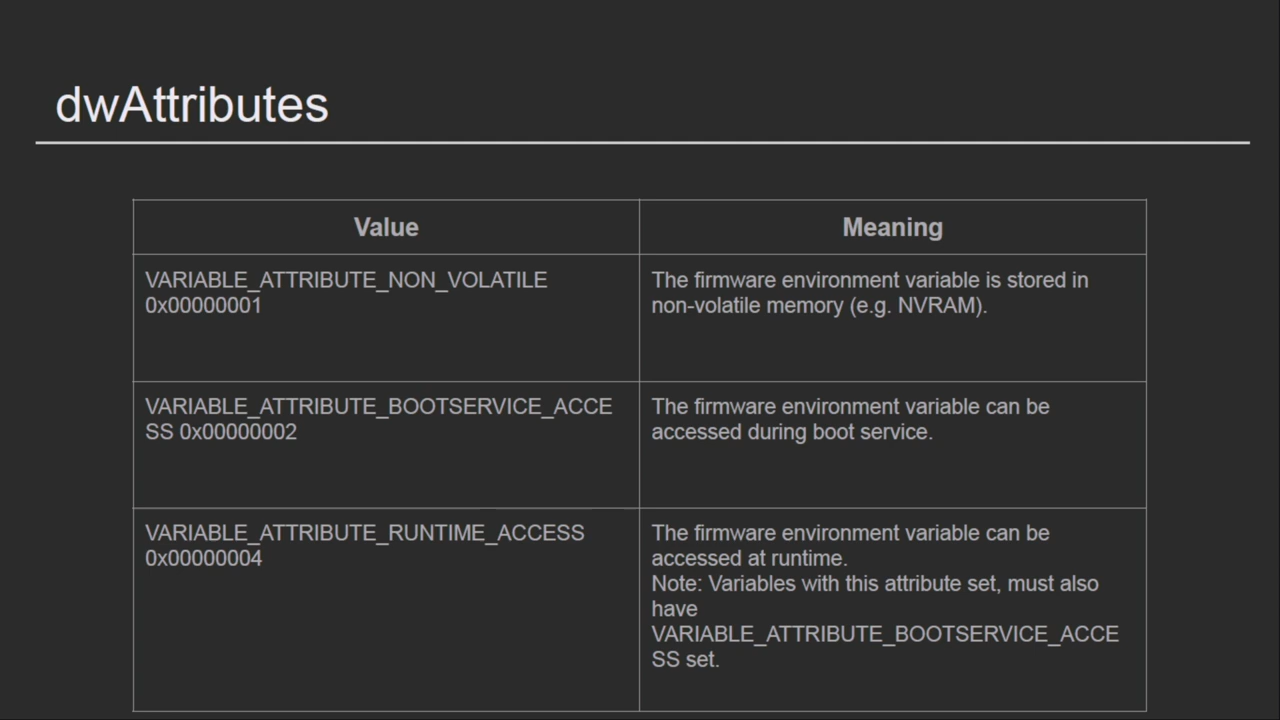 dwAttributes
Value
Meaning
VARIABLE_ATTRIBUTE_NON_VOLATILE
0x00000001
The firmware environment variable is stored in
non-volatile memory (e.g. NVRAM).
VARIABLE_ATTRIBUTE_BOOTSERVICE_ACCE
SS 0x00000002
The firmware environment variable can be
accessed during boot service.
VARIABLE_ATTRIBUTE_RUNTIME_ACCESS
0x00000004
The firmware environment variable can be
accessed at runtime.
Note: Variables with this attribute set, must also
have
VARIABLE_ATTRIBUTE_BOOTSERVICE_ACCE
SS set.